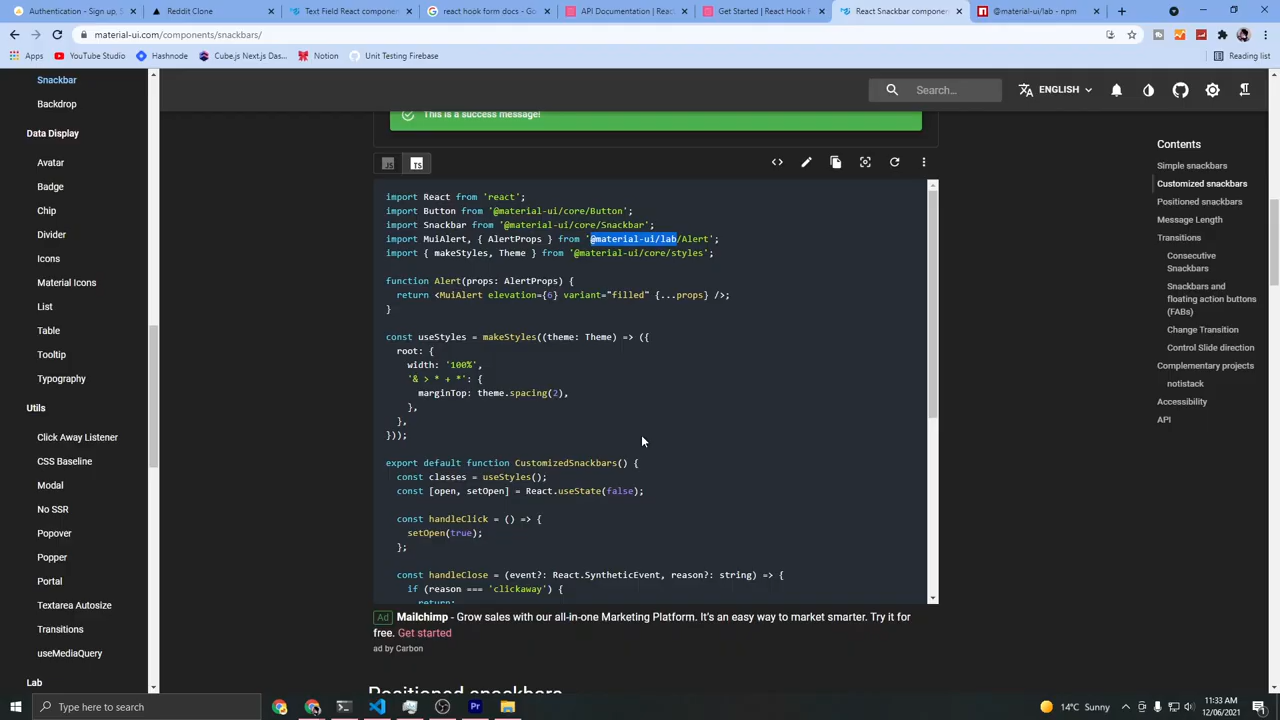 Authentication - Sign up, S
Reddit Clone
Text Field React componen
react hook form docs - Go
API Documentation | Reac
Get Started | React Hook F
React Snackbar componen
@material-ui/lab - npm
material-ui.com/components/snackbars/
Apps
YouTube Studio
Hashnode
Cube.js Next.js Das...
Notion
Unit Testing Firebase
Reading list
Search…
ENGLISH
Snackbar
Backdrop
Data Display
Avatar
Badge
Chip
Divider
Icons
Material Icons
List
Table
Tooltip
Typography
Utils
Click Away Listener
CSS Baseline
Modal
No SSR
Popover
Popper
Portal
Textarea Autosize
Transitions
useMediaQuery
Lab
This is a success message!
JS
TS
import React from 'react';
import Button from '@material-ui/core/Button';
import Snackbar from '@material-ui/core/Snackbar';
import MuiAlert, { AlertProps } from '@material-ui/lab/Alert';
import { makeStyles, Theme } from '@material-ui/core/styles';
function Alert(props: AlertProps) {
return <MuiAlert elevation={6} variant="filled" {...props} />;
}
const useStyles = makeStyles((theme: Theme) => ({
root: {
width: '100%',
'& > * + *': {
marginTop: theme.spacing(2),
},
},
}));
export default function CustomizedSnackbars() {
const classes = useStyles();
const [open, setOpen] = React.useState(false);
const handleClick = () => {
setOpen(true);
};
const handleClose = (event?: React.SyntheticEvent, reason?: string) => {
if (reason === 'clickaway') {
return;
Ad Mailchimp - Grow sales with our all-in-one Marketing Platform. It's an easy way to market smarter. Try it for
free. Get started
ad by Carbon
Positioned snackbars
Contents
Simple snackbars
Customized snackbars
Positioned snackbars
Message Length
Transitions
Consecutive
Snackbars
Snackbars and
floating action buttons
(FABs)
Change Transition
Control Slide direction
Complementary projects
notistack
Accessibility
API
Type here to search
Pr
14°C Sunny
11:33 AM
12/06/2021